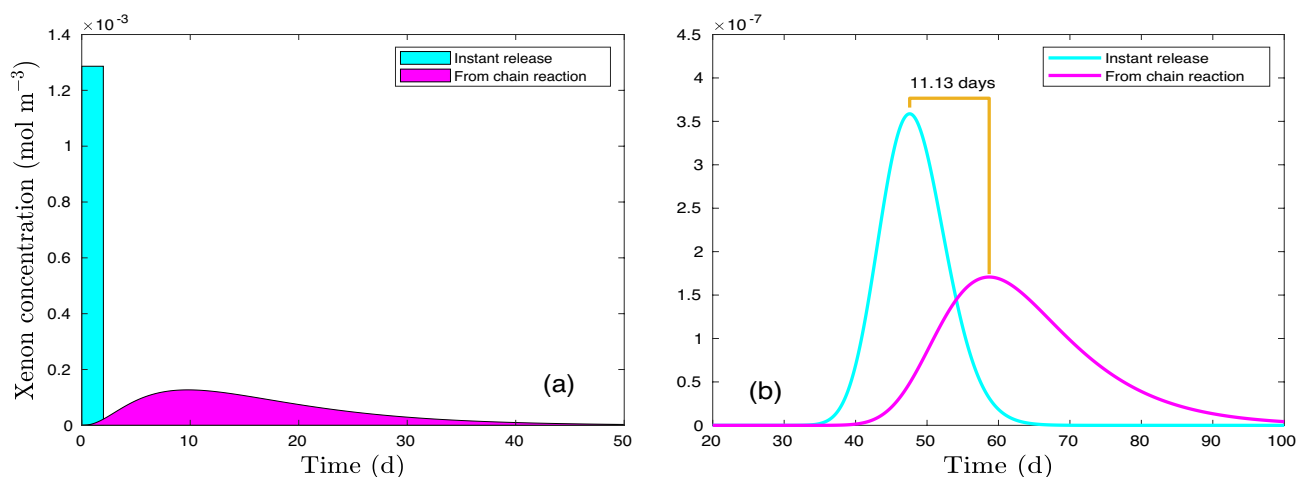 ×10⁻³
1.4
1.2
1
0.8
0.6
0.4
0.2
0
Xenon concentration (mol m⁻³)
Instant release
From chain reaction
(a)
0 10 20 30 40 50
Time (d)
×10⁻⁷
4.5
4
3.5
3
2.5
2
1.5
1
0.5
0
Instant release
From chain reaction
11.13 days
(b)
20 30 40 50 60 70 80 90 100
Time (d)